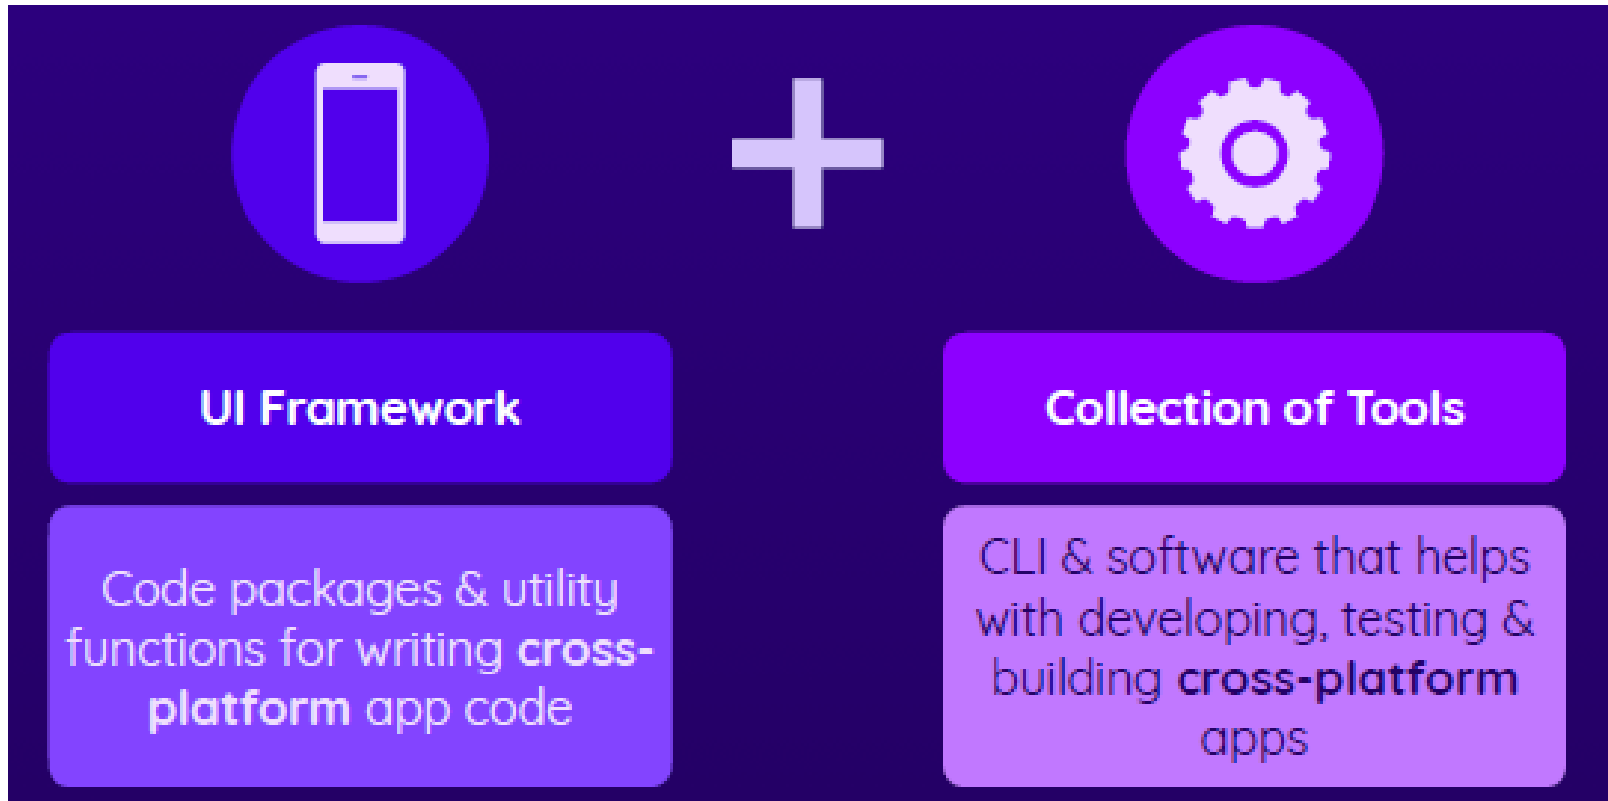 UI Framework
Code packages & utility
functions for writing cross-
platform app code
Collection of Tools
CLI & software that helps
with developing, testing &
building cross-platform
apps